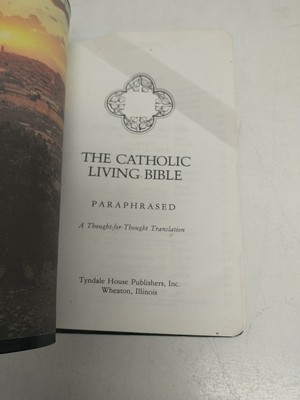 THE CATHOLIC
LIVING BIBLE
PARAPHRASED
A Thought-for-Thought Translation
Tyndale House Publishers, Inc.
Wheaton, Illinois